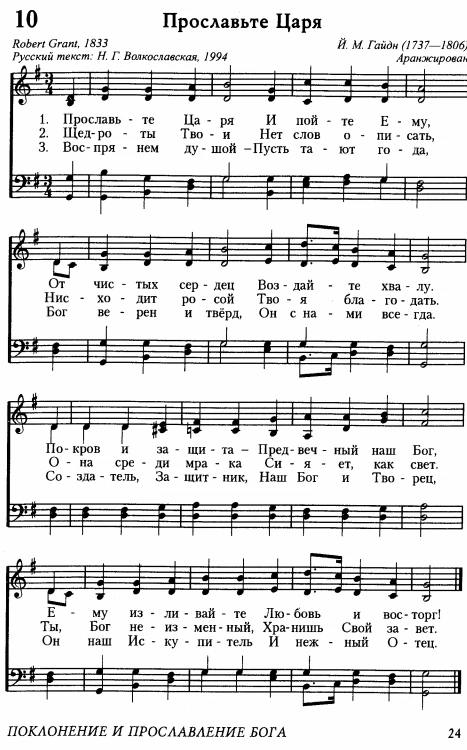 10
Прославьте Царя
Robert Grant, 1833
Русский текст: Н. Г. Волкославская, 1994
Й. М. Гайдн (1737—1806)
Аранжирован
1. Прославь - те Ца - ря И пой - те Е - му,
2. Щед - ро - ты Тво - и Нет слов о - пи - сать,
3. Вос - пря - нем ду - шой – Пусть та - ют го - да,
От чис - тых сер - дец Воз - дай - те хва - лу.
Нис - хо - дит ро - сой Тво - я бла - го - дать.
Бог ве - рен и твёрд, Он с на - ми все - гда.
По - кров и за - щи - та – Пред - веч - ный наш Бог,
О - на сре - ди мра - ка Си - я - ет, как свет.
Со - зда - тель, За - щит - ник, Наш Бог и Тво - рец,
Е - му из - ли - вай - те Лю - бовь и вос - торг!
Ты, Бог не - из - мен - ный, Хра - нишь Свой за - вет.
Он наш Ис - ку - пи - тель И неж - ный О - тец.
ПОКЛОНЕНИЕ И ПРОСЛАВЛЕНИЕ БОГА
24